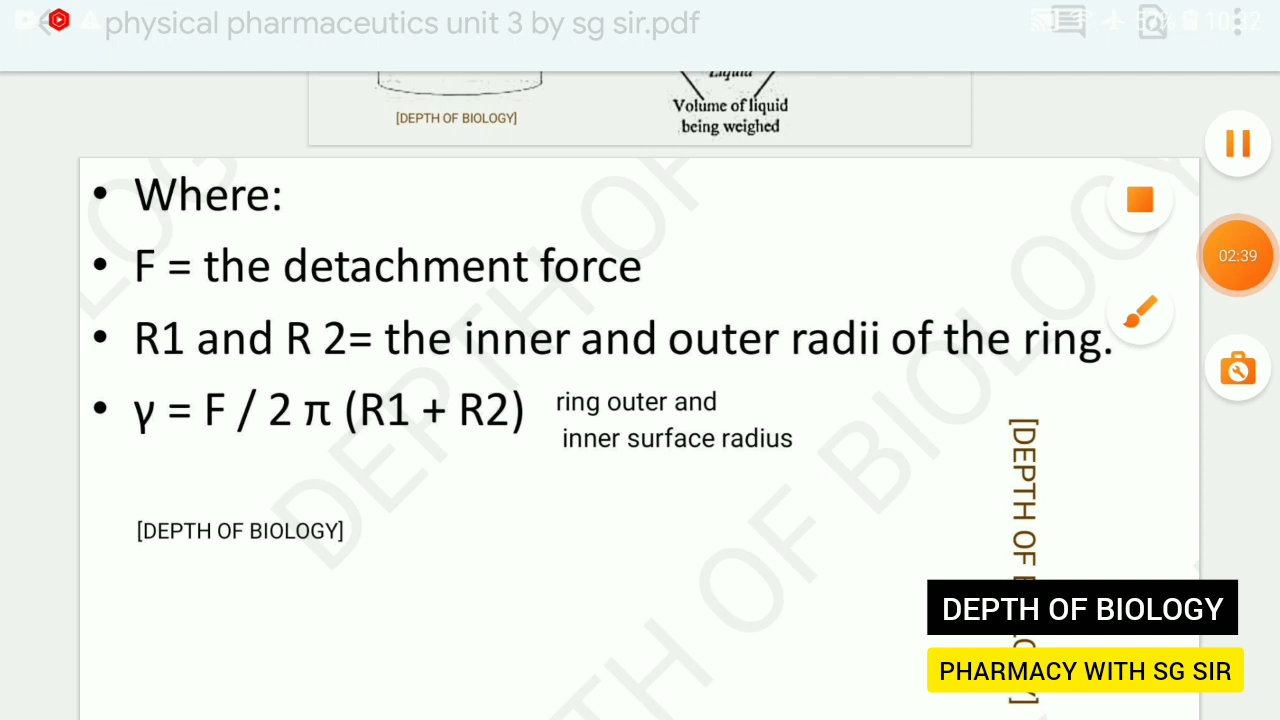 physical pharmaceutics unit 3 by sg sir.pdf
Liquid
Volume of liquid
being weighed
[DEPTH OF BIOLOGY]
• Where:
• F = the detachment force
• R1 and R 2= the inner and outer radii of the ring.
• γ = F / 2 π (R1 + R2)
ring outer and
inner surface radius
[DEPTH OF BIOLOGY]
02:39
DEPTH OF BIOLOGY
PHARMACY WITH SG SIR